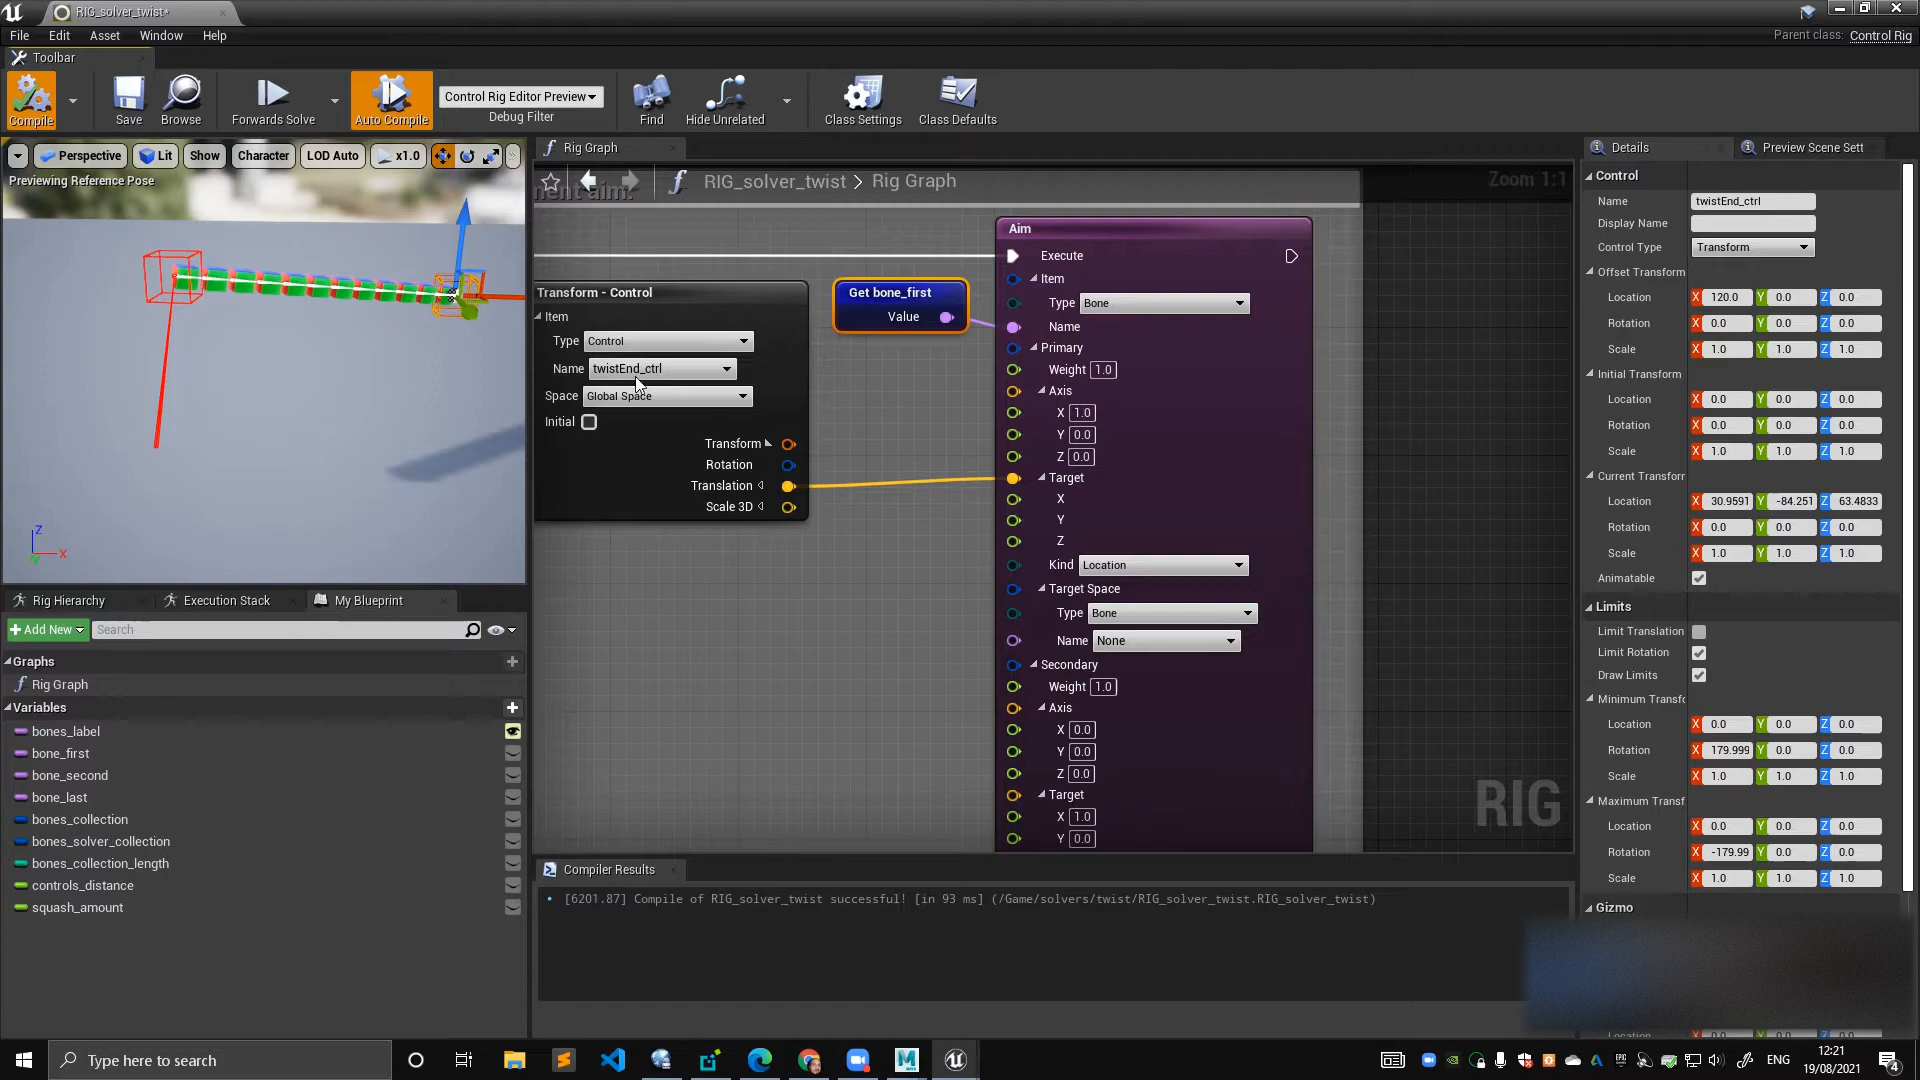 RIG_solver_twist*
File Edit Asset Window Help
Parent class: Control Rig
Toolbar
Compile
Save
Browse
Forwards Solve
Auto Compile
Control Rig Editor Preview
Debug Filter
Find
Hide Unrelated
Class Settings
Class Defaults
Perspective
Lit
Show
Character
LOD Auto
x1.0
Previewing Reference Pose
Z
X
Rig Graph
RIG_solver_twist > Rig Graph
Zoom 1:1
nent aim:
Transform - Control
Item
Type Control
Name twistEnd_ctrl
Space Global Space
Initial
Transform
Rotation
Translation
Scale 3D
Get bone_first
Value
Aim
Execute
Item
Type Bone
Name
Primary
Weight 1.0
Axis
X 1.0
Y 0.0
Z 0.0
Target
X
Y
Z
Kind Location
Target Space
Type Bone
Name None
Secondary
Weight 1.0
Axis
X 0.0
Y 0.0
Z 0.0
Target
X 1.0
Y 0.0
RIG
Rig Hierarchy
Execution Stack
My Blueprint
Add New
Search
Graphs
Rig Graph
Variables
bones_label
bone_first
bone_second
bone_last
bones_collection
bones_solver_collection
bones_collection_length
controls_distance
squash_amount
Compiler Results
[6201.87] Compile of RIG_solver_twist successful! [in 93 ms] (/Game/solvers/twist/RIG_solver_twist.RIG_solver_twist)
Details
Preview Scene Sett
Control
Name twistEnd_ctrl
Display Name
Control Type Transform
Offset Transform
Location X 120.0 Y 0.0 Z 0.0
Rotation X 0.0 Y 0.0 Z 0.0
Scale X 1.0 Y 1.0 Z 1.0
Initial Transform
Location X 0.0 Y 0.0 Z 0.0
Rotation X 0.0 Y 0.0 Z 0.0
Scale X 1.0 Y 1.0 Z 1.0
Current Transforr
Location X 30.9591 Y -84.251 Z 63.4833
Rotation X 0.0 Y 0.0 Z 0.0
Scale X 1.0 Y 1.0 Z 1.0
Animatable
Limits
Limit Translation
Limit Rotation
Draw Limits
Minimum Transfc
Location X 0.0 Y 0.0 Z 0.0
Rotation X 179.999 Y 0.0 Z 0.0
Scale X 1.0 Y 1.0 Z 1.0
Maximum Transf
Location X 0.0 Y 0.0 Z 0.0
Rotation X -179.99 Y 0.0 Z 0.0
Scale X 1.0 Y 1.0 Z 1.0
Gizmo
Type here to search
ENG
12:21
19/08/2021
4